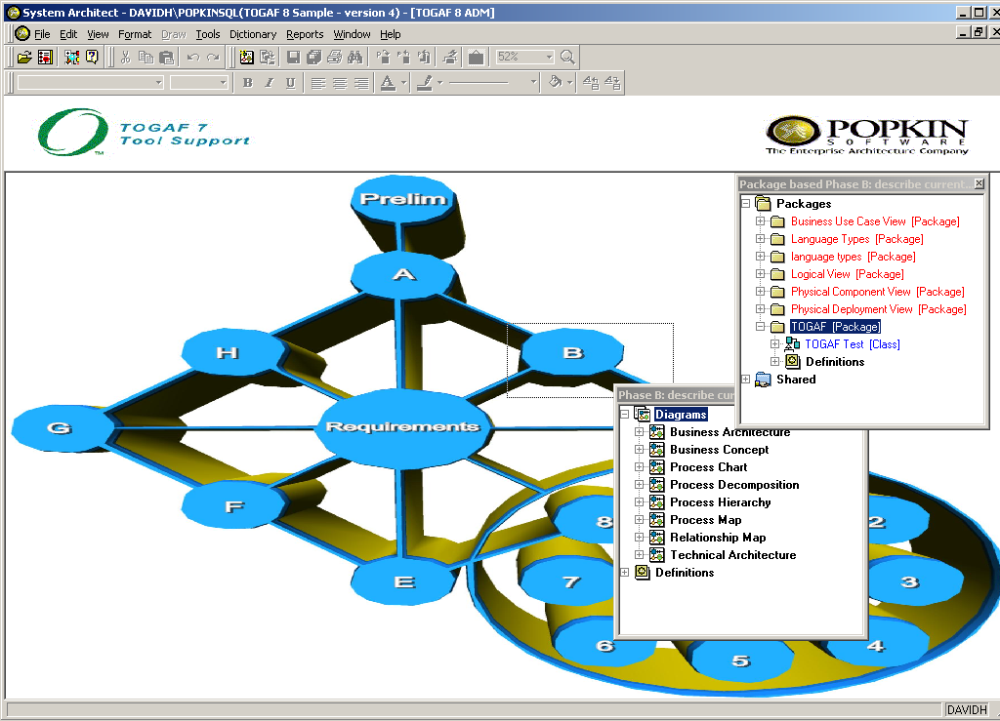 System Architect - DAVIDH\POPKINSQL(TOGAF 8 Sample - version 4) - [TOGAF 8 ADM]
File Edit View Format Draw Tools Dictionary Reports Window Help
52%
B I U A
TOGAF 7
Tool Support
TM
POPKIN
SOFTWARE
The Enterprise Architecture Company
Prelim
A
H
B
G
Requirements
F
E
8
2
7
3
6
5
4
Package based Phase B: describe current...
Packages
Business Use Case View [Package]
Language Types [Package]
language types [Package]
Logical View [Package]
Physical Component View [Package]
Physical Deployment View [Package]
TOGAF [Package]
TOGAF Test [Class]
Definitions
Shared
Phase B: describe cur
Diagrams
Business Architecture
Business Concept
Process Chart
Process Decomposition
Process Hierarchy
Process Map
Relationship Map
Technical Architecture
Definitions
DAVIDH